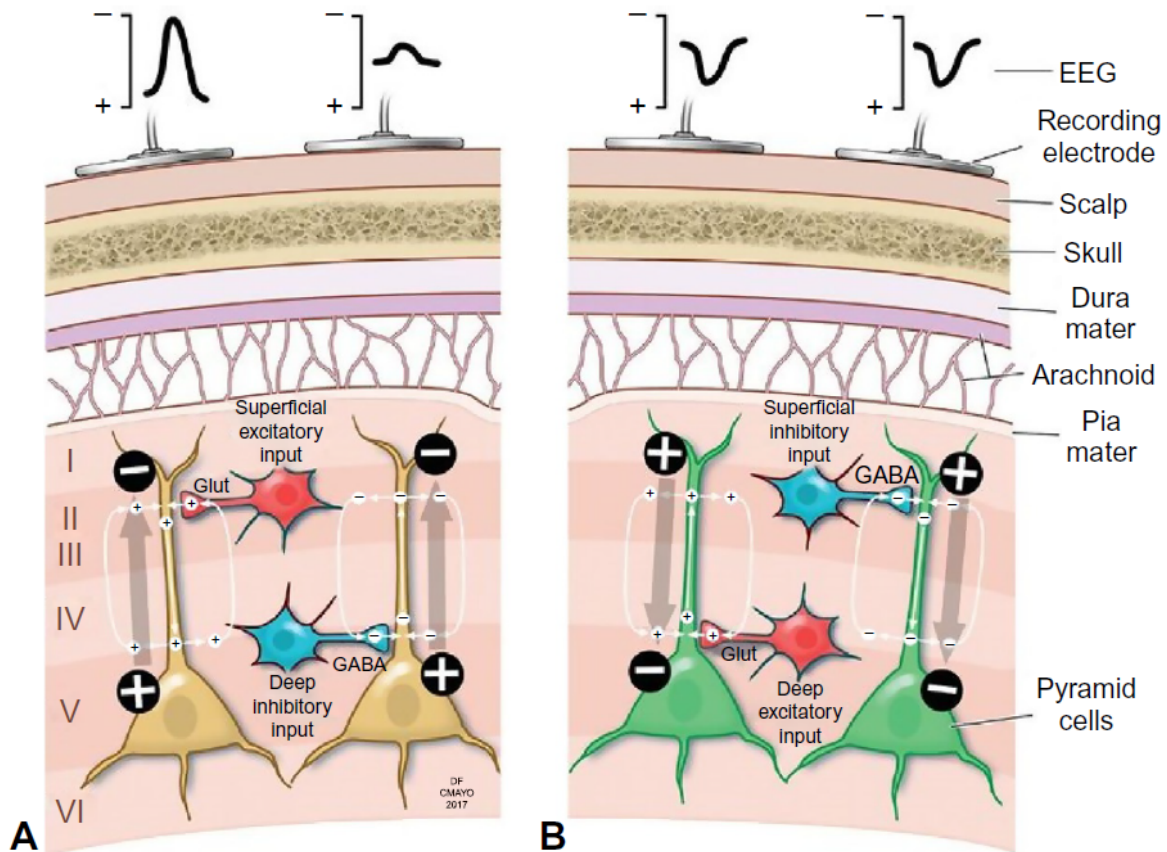 −
+
−
+
−
+
−
+
EEG
Recording
electrode
Scalp
Skull
Dura
mater
Arachnoid
Pia
mater
Superficial
excitatory
input
Glut
I
II
III
IV
V
VI
GABA
Deep
inhibitory
input
DF
CMAYO
2017
A
Superficial
inhibitory
input
GABA
Glut
Deep
excitatory
input
Pyramid
cells
B